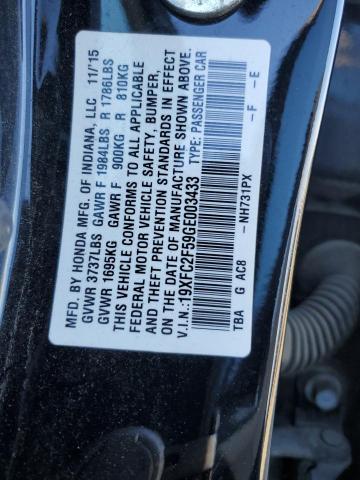 MFD. BY HONDA MFG. OF INDIANA, LLC 11/'15
GVWR 3737LBS GAWR F 1984LBS R 1786LBS
GVWR 1695KG GAWR F 900KG R 810KG
THIS VEHICLE CONFORMS TO ALL APPLICABLE
FEDERAL MOTOR VEHICLE SAFETY, BUMPER,
AND THEFT PREVENTION STANDARDS IN EFFECT
ON THE DATE OF MANUFACTURE SHOWN ABOVE.
V.I.N.:19XFC2F59GE003433 TYPE: PASSENGER CAR
TBA G AC8 -NH731PX -F -E